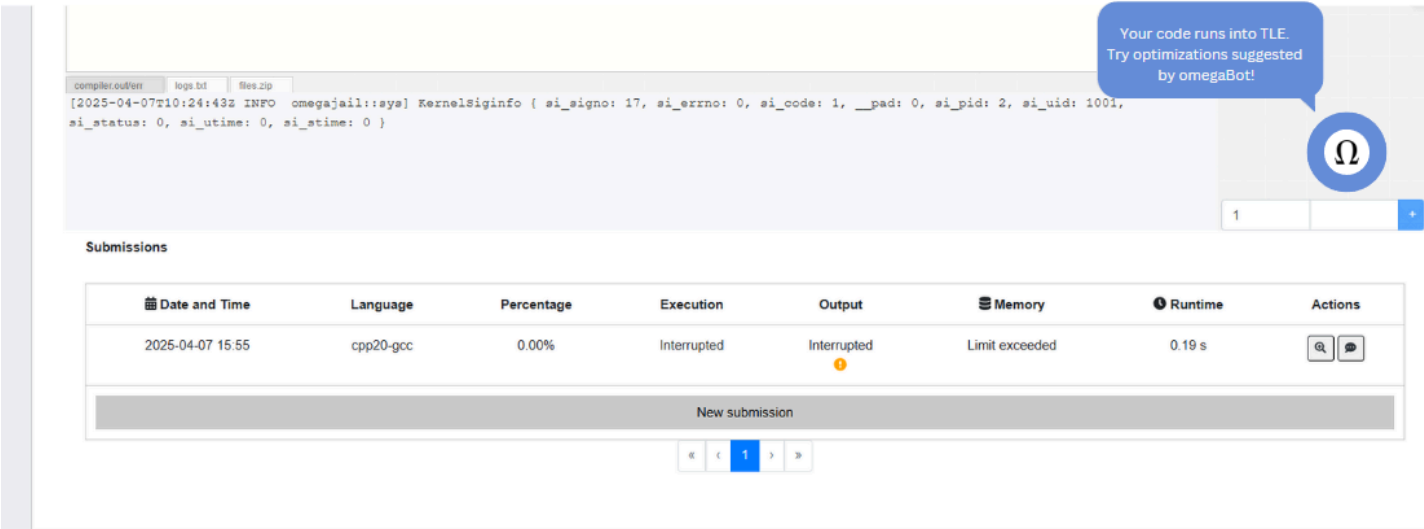 Your code runs into TLE.
Try optimizations suggested
by omegaBot!
compiler.out/err logs.txt files.zip
[2025-04-07T10:24:43Z INFO omegajail::sys] KernelSiginfo { si_signo: 17, si_errno: 0, si_code: 1, __pad: 0, si_pid: 2, si_uid: 1001,
si_status: 0, si_utime: 0, si_stime: 0 }
Ω
1 +
Submissions
Date and Time Language Percentage Execution Output Memory Runtime Actions
2025-04-07 15:55 cpp20-gcc 0.00% Interrupted Interrupted Limit exceeded 0.19 s
!
New submission
« ‹ 1 › »